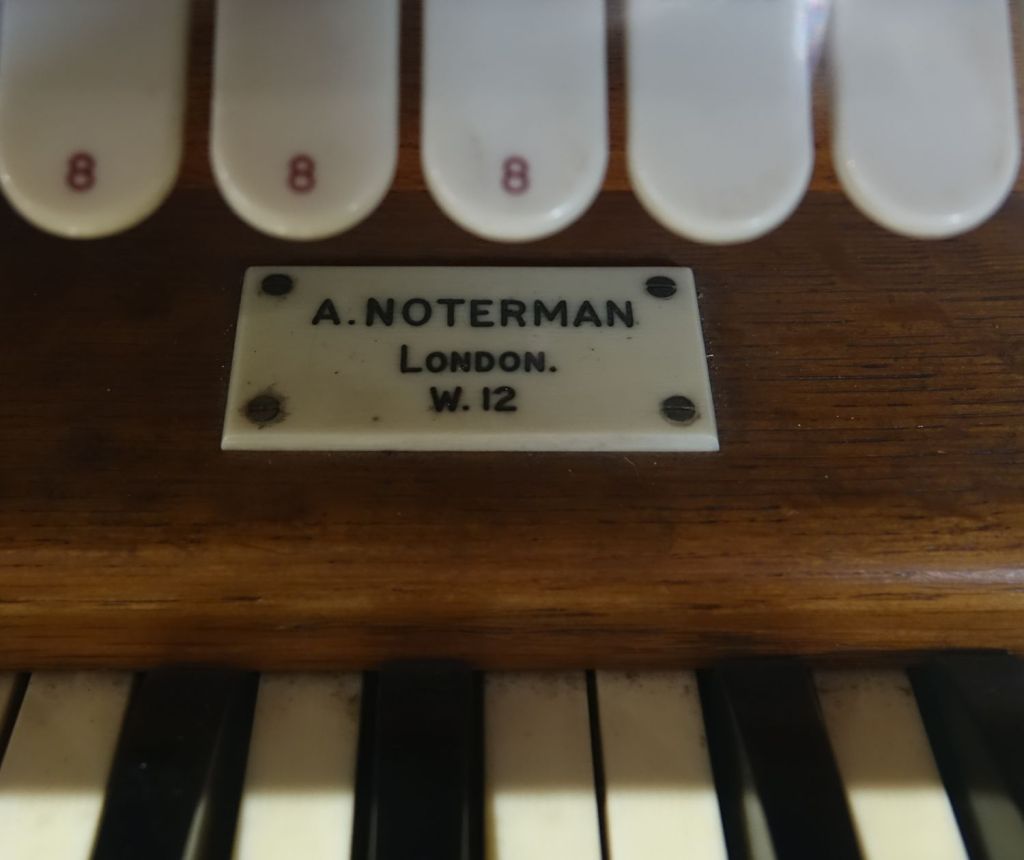 8 8 8
A. NOTERMAN
LONDON.
W. 12